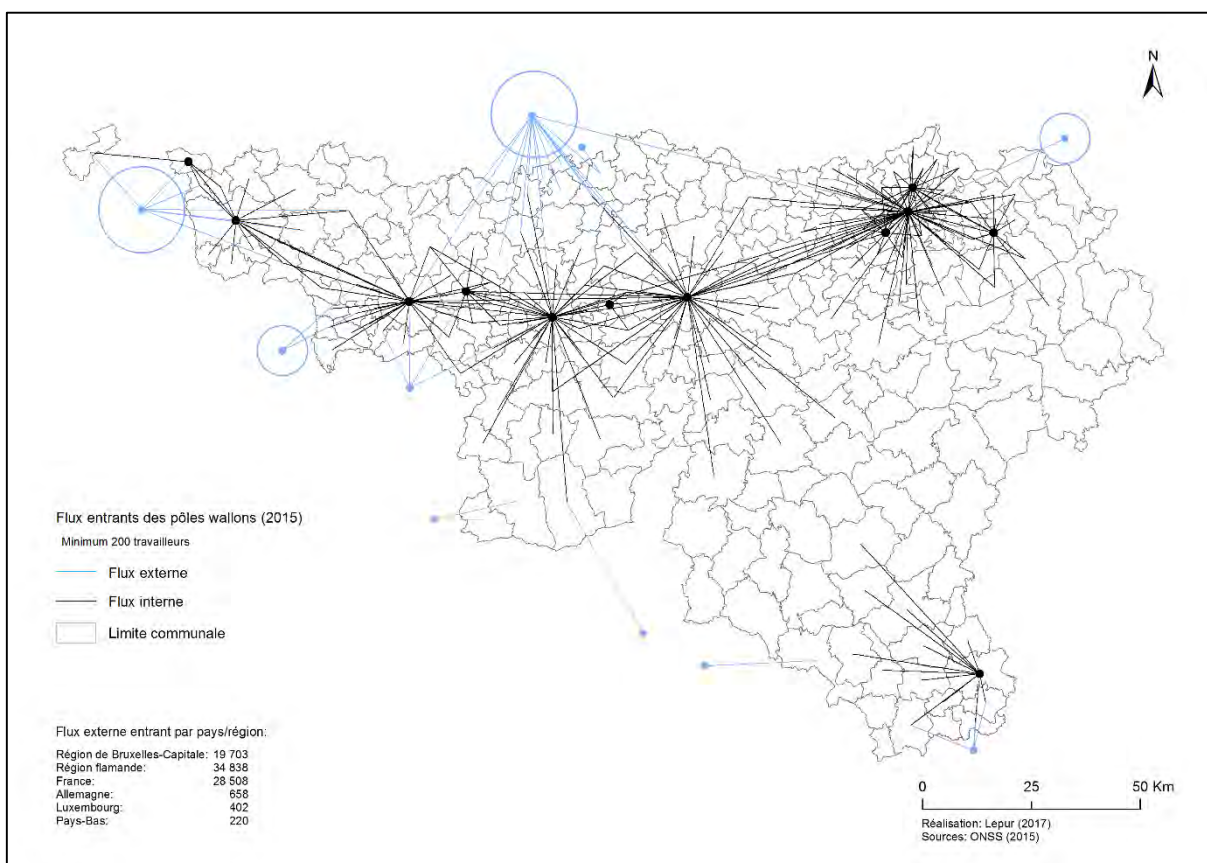 N
Flux entrants des pôles wallons (2015)
Minimum 200 travailleurs
Flux externe
Flux interne
Limite communale
Flux externe entrant par pays/région:
Région de Bruxelles-Capitale: 19 703
Région flamande: 34 838
France: 28 508
Allemagne: 658
Luxembourg: 402
Pays-Bas: 220
0 25 50 Km
Réalisation: Lepur (2017)
Sources: ONSS (2015)